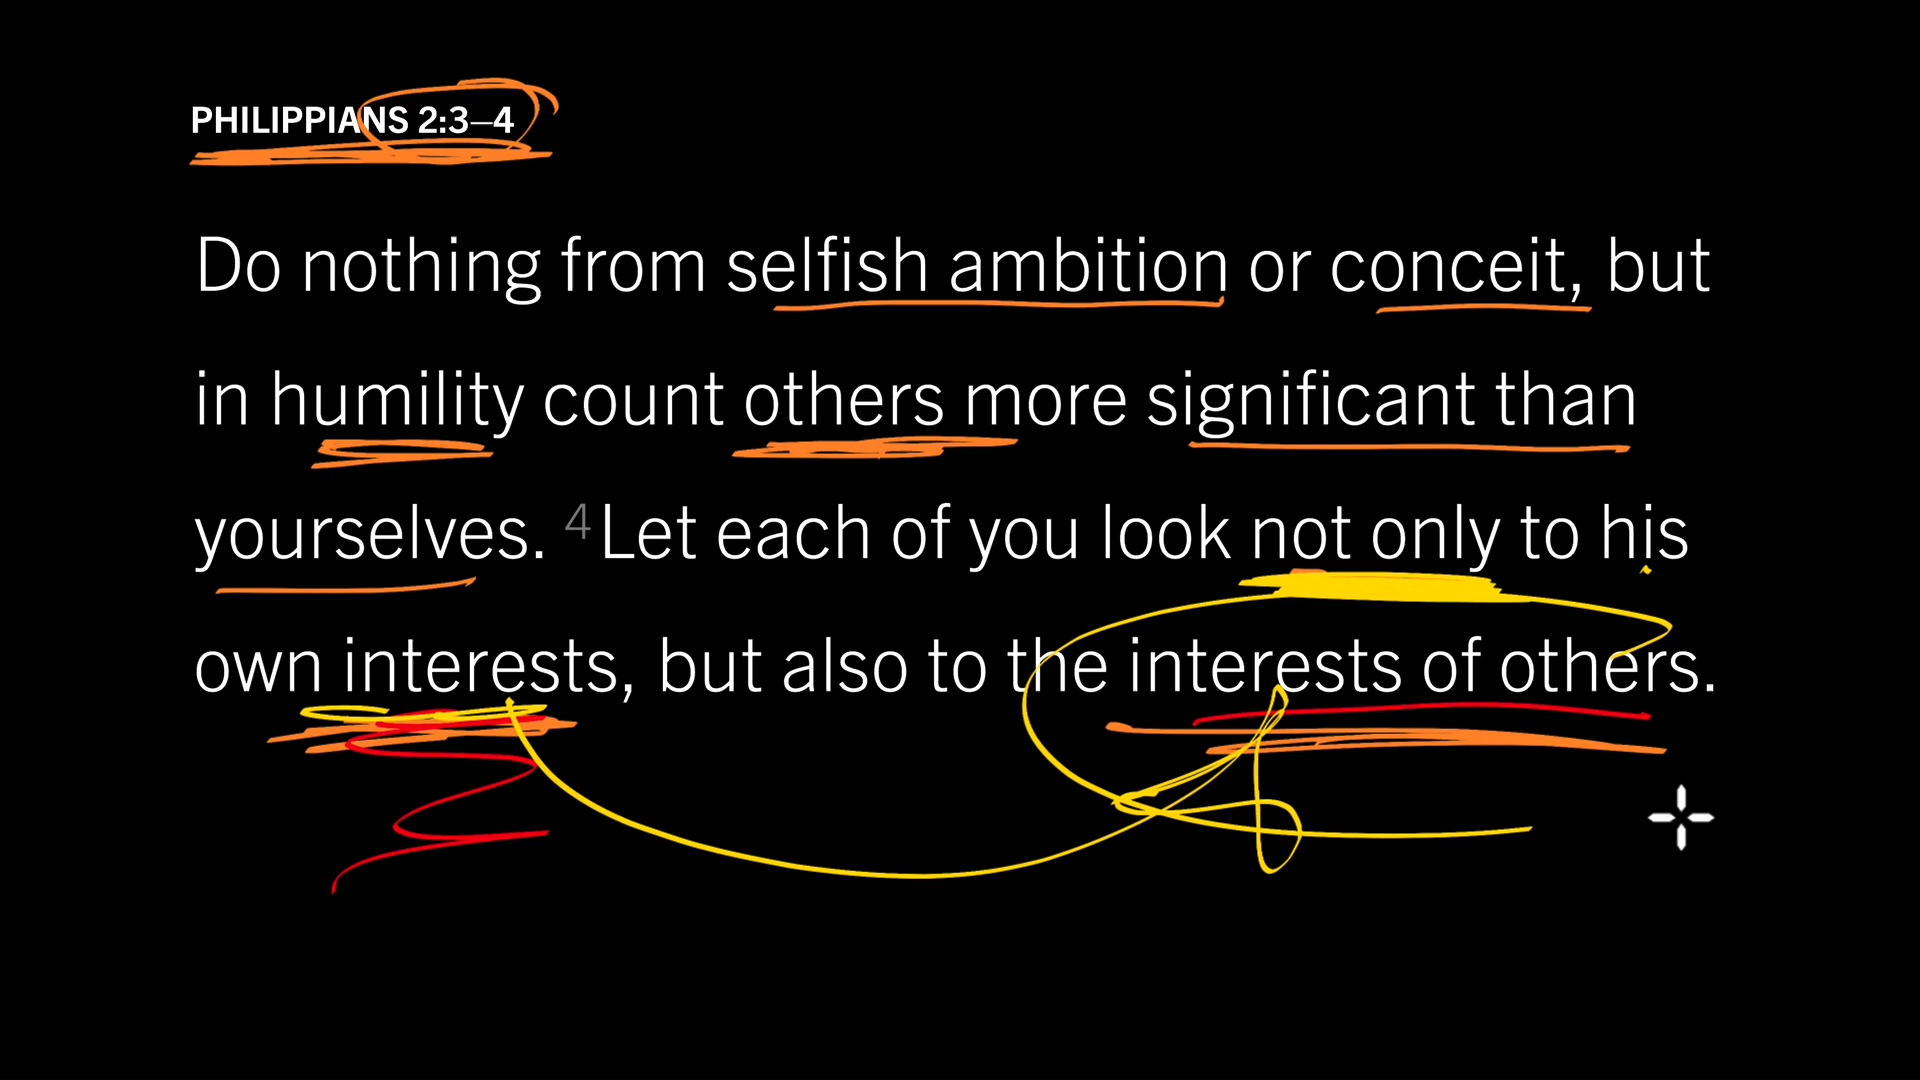 PHILIPPIANS 2:3–4
Do nothing from selfish ambition or conceit, but
in humility count others more significant than
yourselves. 4 Let each of you look not only to his
own interests, but also to the interests of others.